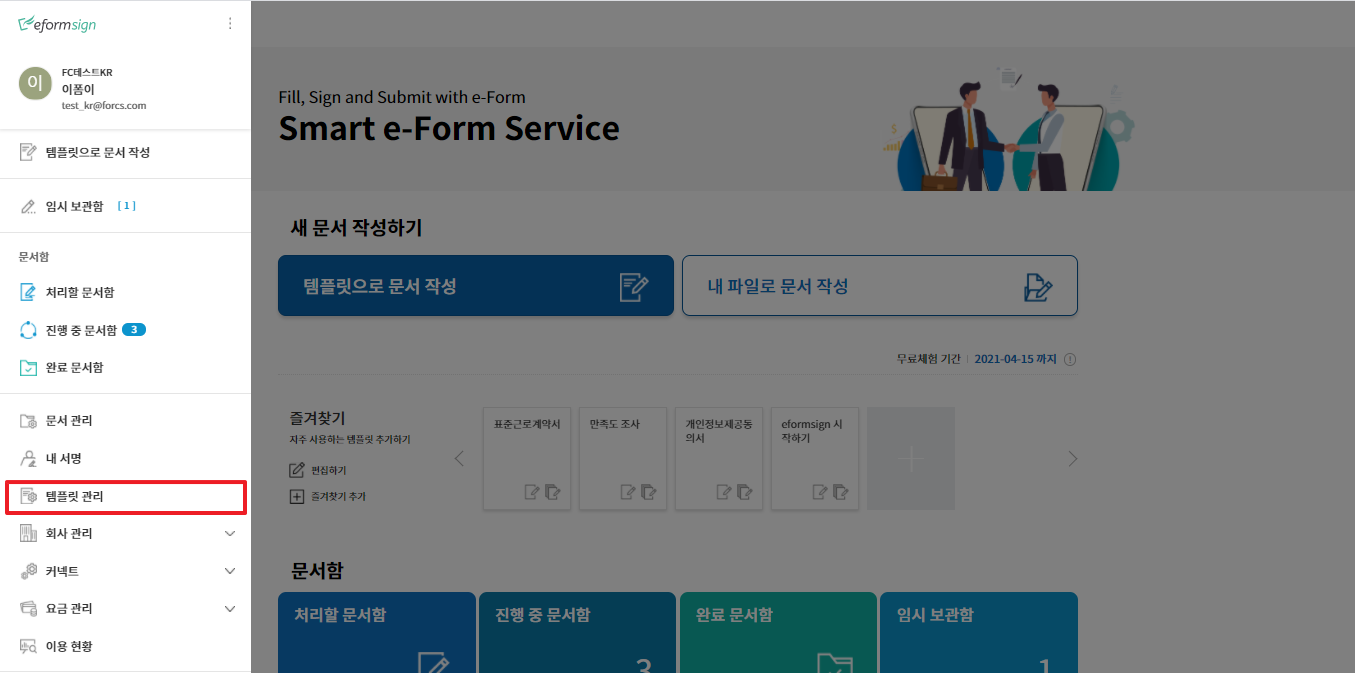 eformsign
이
FC테스트KR
이폼이
test_kr@forcs.com
템플릿으로 문서 작성
임시 보관함 [ 1 ]
문서함
처리할 문서함
진행 중 문서함 3
완료 문서함
문서 관리
내 서명
템플릿 관리
회사 관리
커넥트
요금 관리
이용 현황
Fill, Sign and Submit with e-Form
Smart e-Form Service
새 문서 작성하기
템플릿으로 문서 작성
내 파일로 문서 작성
무료체험 기간 | 2021-04-15 까지
즐겨찾기
자주 사용하는 템플릿 추가하기
편집하기
즐겨찾기 추가
표준근로계약서
만족도 조사
개인정보제공동
의서
eformsign 시
작하기
문서함
처리할 문서함
진행 중 문서함
3
완료 문서함
임시 보관함
1